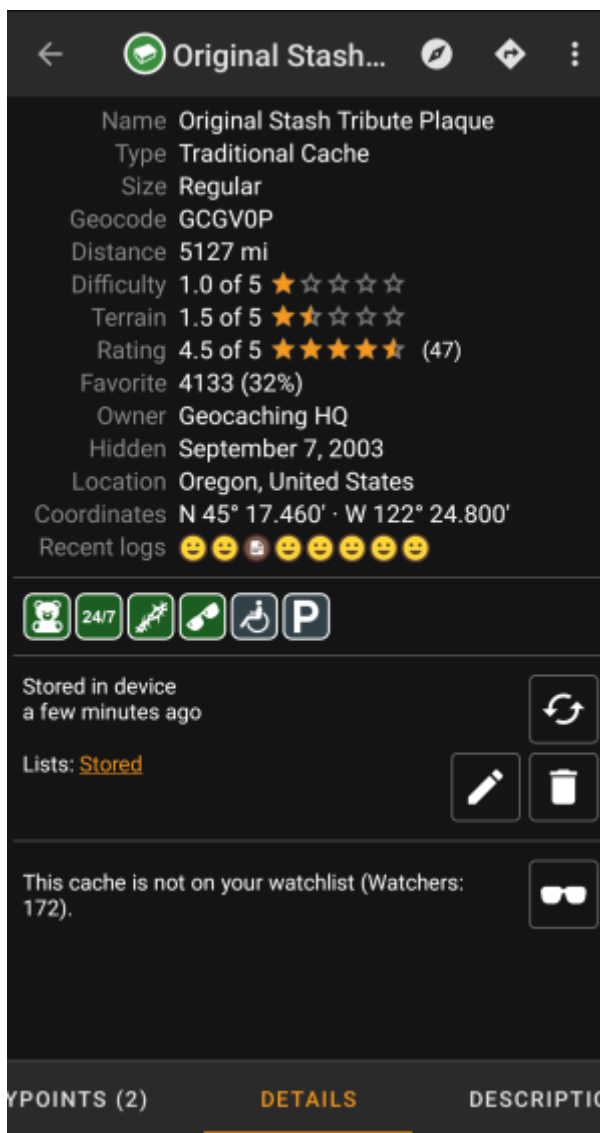 Original Stash...
Name Original Stash Tribute Plaque
Type Traditional Cache
Size Regular
Geocode GCGV0P
Distance 5127 mi
Difficulty 1.0 of 5
Terrain 1.5 of 5
Rating 4.5 of 5 (47)
Favorite 4133 (32%)
Owner Geocaching HQ
Hidden September 7, 2003
Location Oregon, United States
Coordinates N 45° 17.460' · W 122° 24.800'
Recent logs
24/7 P
Stored in device
a few minutes ago
Lists: Stored
This cache is not on your watchlist (Watchers:
172).
YPOINTS (2) DETAILS DESCRIPTIO